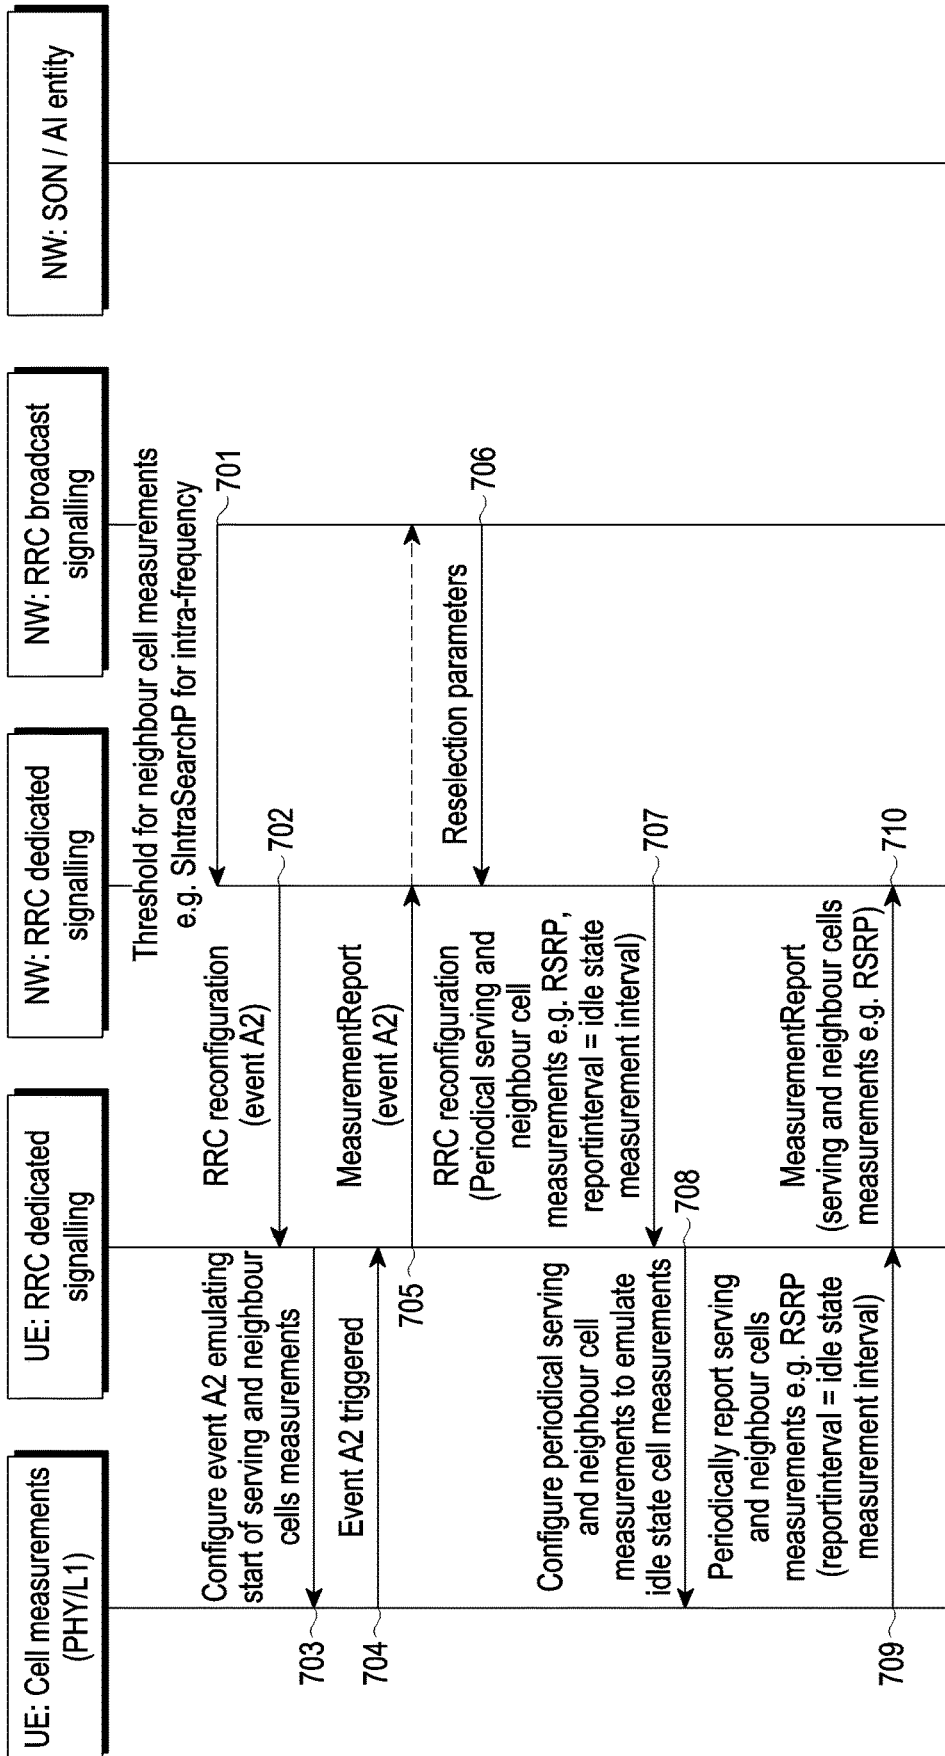 UE: Cell measurements
(PHY/L1)
UE: RRC dedicated
signalling
NW: RRC dedicated
signalling
NW: RRC broadcast
signalling
NW: SON / AI entity
Threshold for neighbour cell measurements
e.g. SIntraSearchP for intra-frequency
701
RRC reconfiguration
(event A2)
702
Configure event A2 emulating
start of serving and neighbour
cells measurements
703
Event A2 triggered
704
MeasurementReport
(event A2)
705
Reselection parameters
706
RRC reconfiguration
(Periodical serving and
neighbour cell
measurements e.g. RSRP,
reportinterval = idle state
measurement interval)
707
Configure periodical serving
and neighbour cell
measurements to emulate
idle state cell measurements
708
Periodically report serving
and neighbour cells
measurements e.g. RSRP
(reportinterval = idle state
measurement interval)
709
MeasurementReport
(serving and neighbour cells
measurements e.g. RSRP)
710